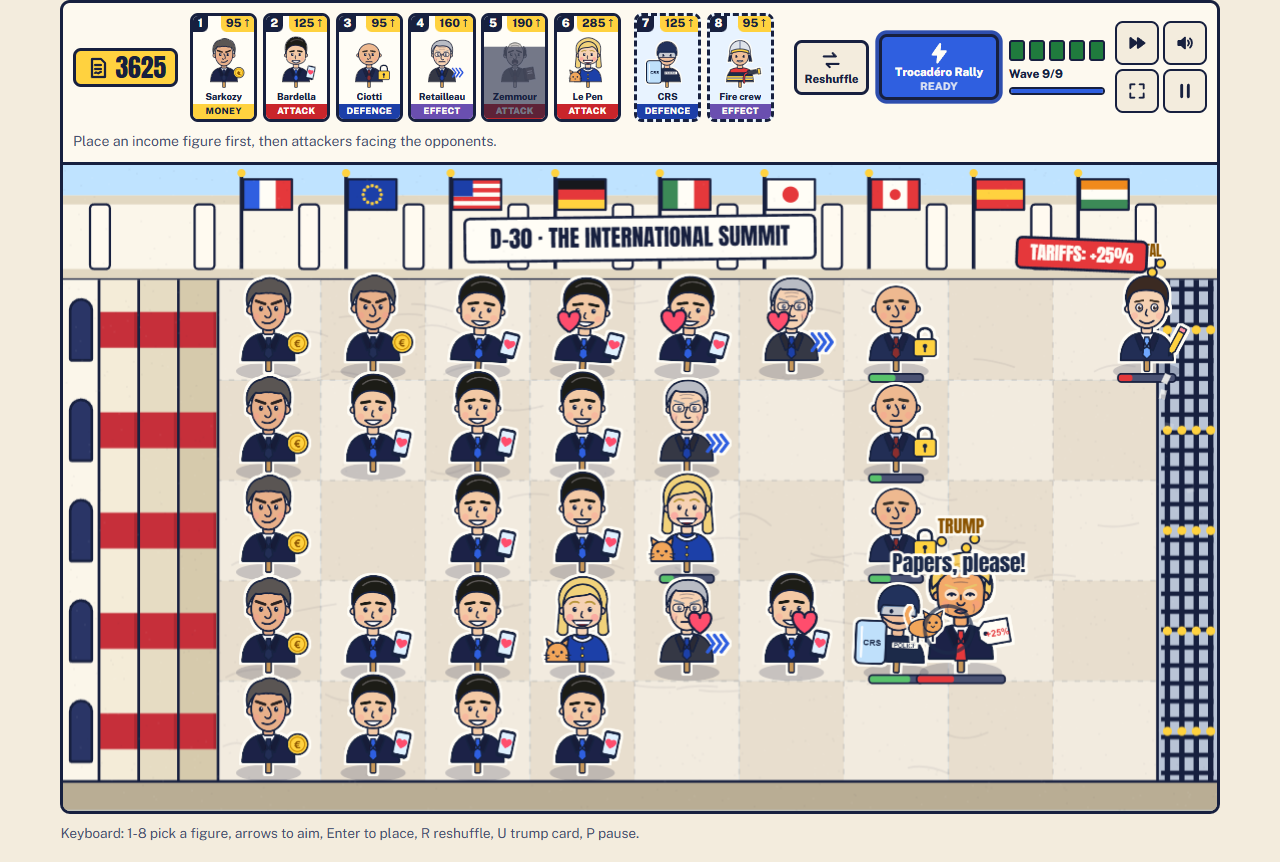 3625
1 95↑
Sarkozy
MONEY
2 125↑
Bardella
ATTACK
3 95↑
Ciotti
DEFENCE
4 160↑
Retailleau
EFFECT
5 190↑
Zemmour
ATTACK
6 285↑
Le Pen
ATTACK
7 125↑
CRS
CRS
DEFENCE
8 95↑
Fire crew
EFFECT
Reshuffle
Trocadéro Rally
READY
Wave 9/9
Place an income figure first, then attackers facing the opponents.
D-30 · THE INTERNATIONAL SUMMIT
TARIFFS: +25%
TRUMP
Papers, please!
CRS
+25%
Keyboard: 1-8 pick a figure, arrows to aim, Enter to place, R reshuffle, U trump card, P pause.